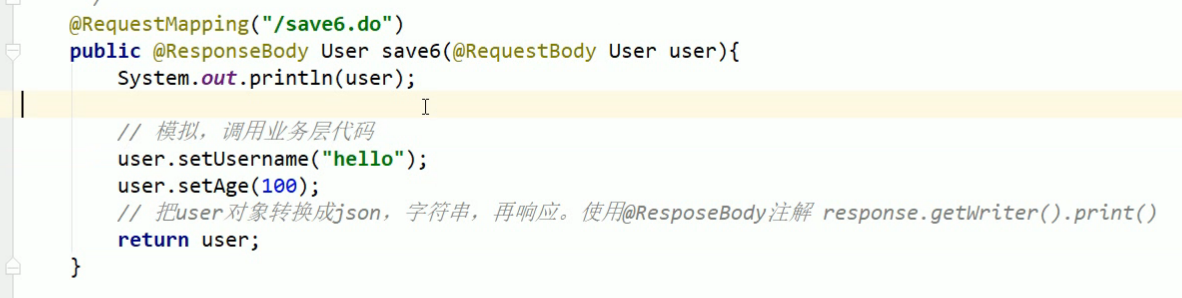 @RequestMapping("/save6.do")
public @ResponseBody User save6(@RequestBody User user){
System.out.println(user);
// 模拟，调用业务层代码
user.setUsername("hello");
user.setAge(100);
// 把user对象转换成json，字符串，再响应。使用@ResposeBody注解 response.getWriter().print()
return user;
}